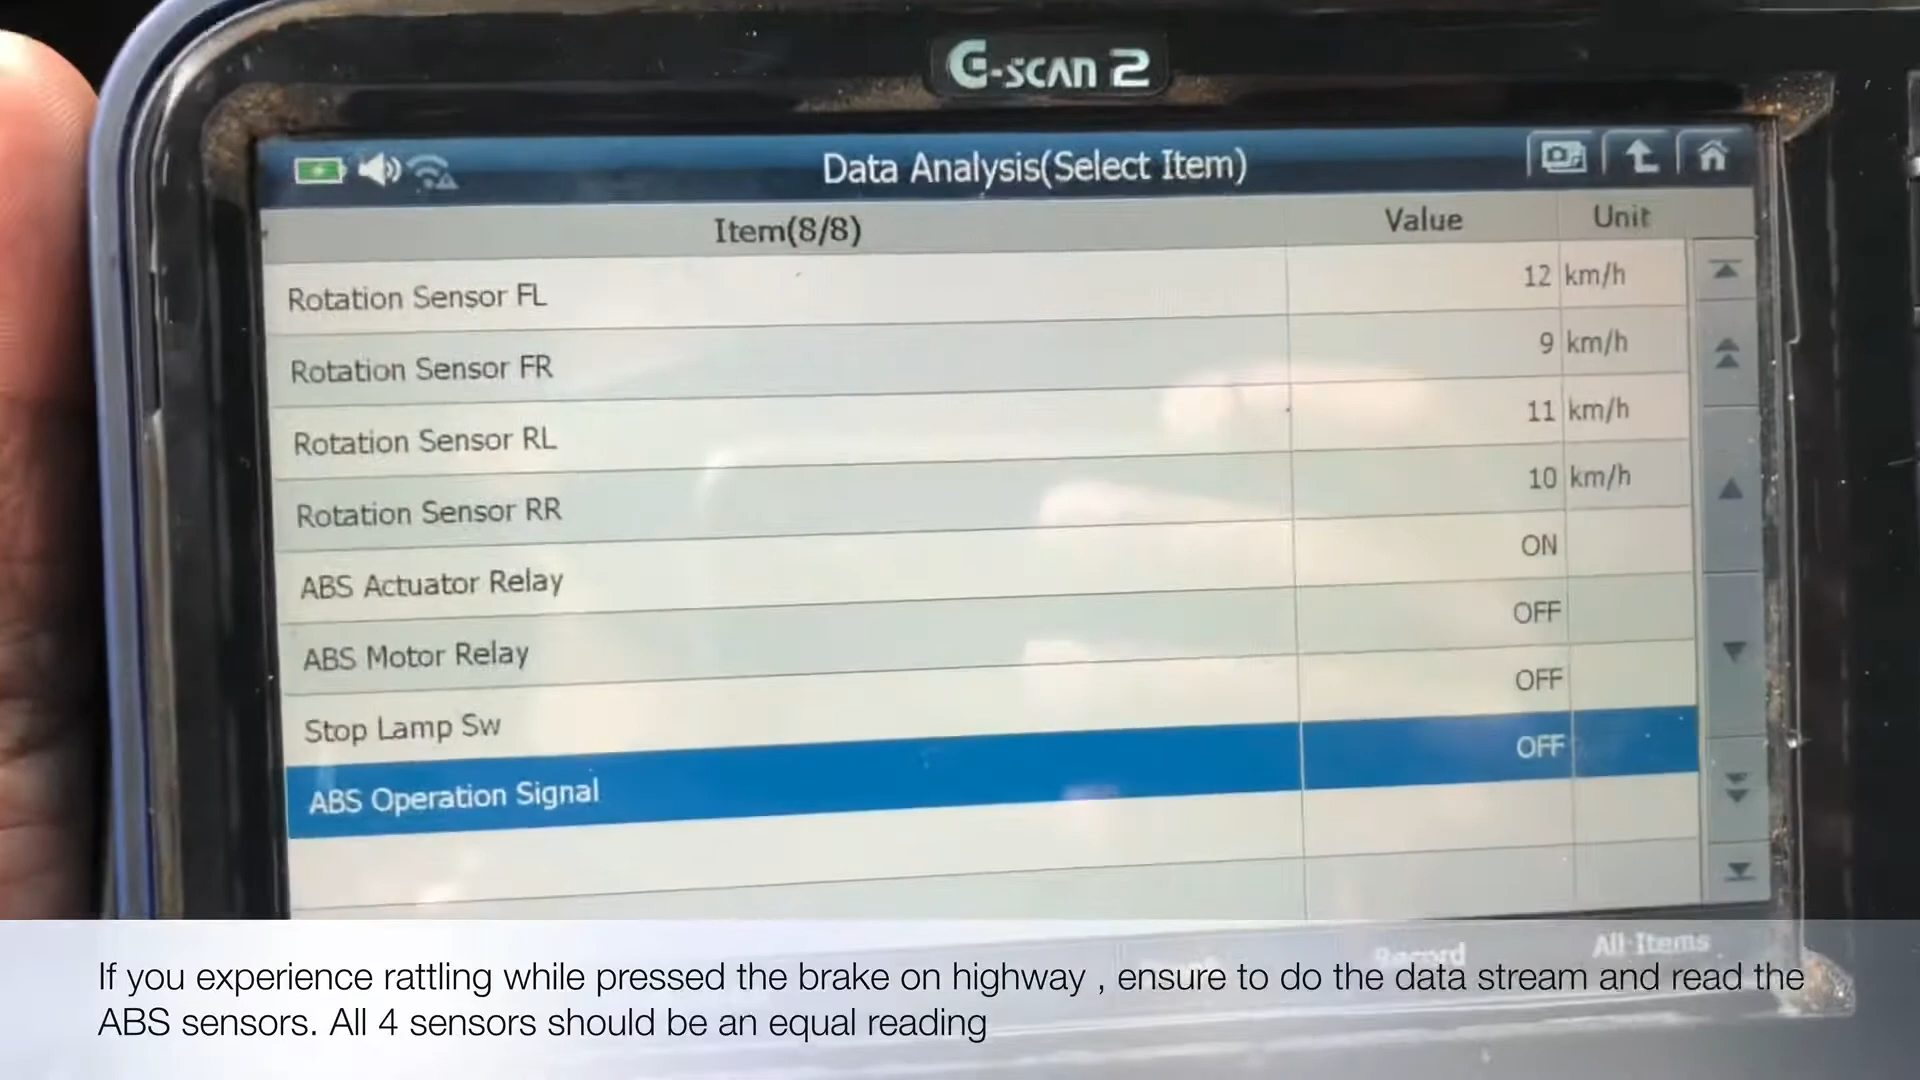 G-scan 2
Data Analysis(Select Item)
Item(8/8) Value Unit
Rotation Sensor FL 12 km/h
Rotation Sensor FR 9 km/h
Rotation Sensor RL 11 km/h
Rotation Sensor RR 10 km/h
ABS Actuator Relay ON
ABS Motor Relay OFF
Stop Lamp Sw OFF
ABS Operation Signal OFF
Record All Items
If you experience rattling while pressed the brake on highway , ensure to do the data stream and read the
ABS sensors. All 4 sensors should be an equal reading